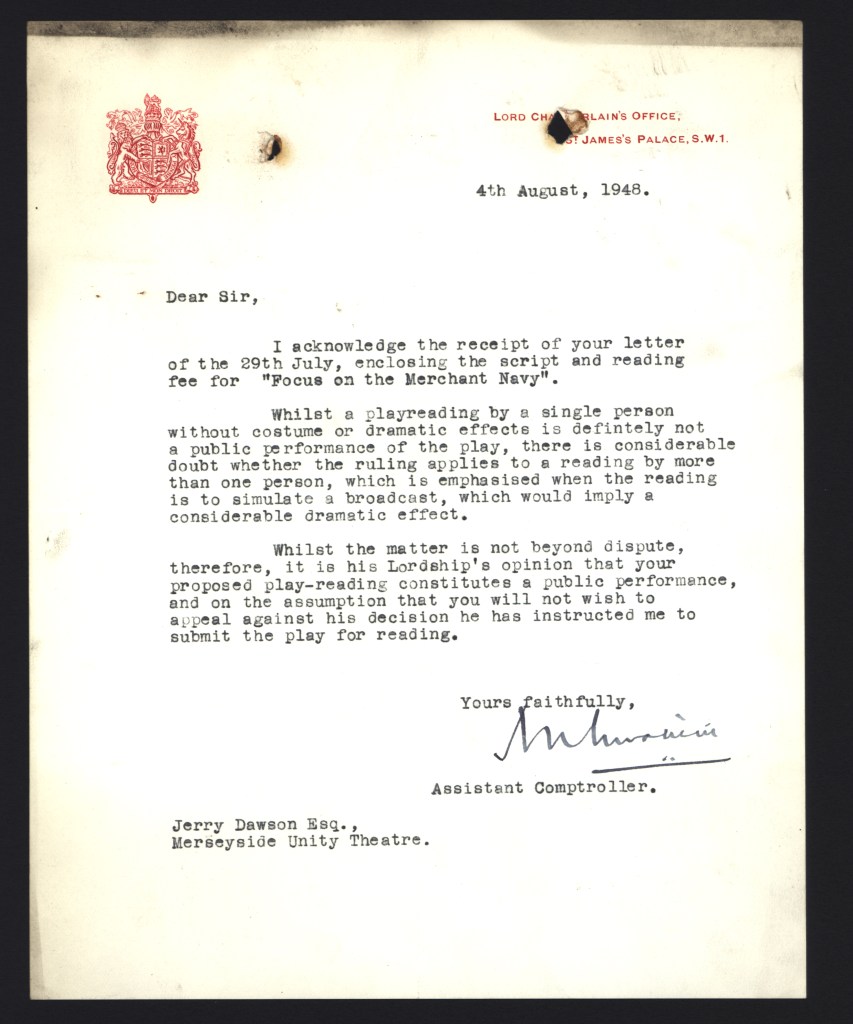 LORD CHA RLAIN'S OFFICE,
ST JAMES'S PALACE, S.W.1.
4th August, 1948.
Dear Sir,
I acknowledge the receipt of your letter
of the 29th July, enclosing the script and reading
fee for "Focus on the Merchant Navy".
Whilst a playreading by a single person
without costume or dramatic effects is defintely not
a public performance of the play, there is considerable
doubt whether the ruling applies to a reading by more
than one person, which is emphasised when the reading
is to simulate a broadcast, which would imply a
considerable dramatic effect.
Whilst the matter is not beyond dispute,
therefore, it is his Lordship's opinion that your
proposed play-reading constitutes a public performance,
and on the assumption that you will not wish to
appeal against his decision he has instructed me to
submit the play for reading.
Yours faithfully,
Assistant Comptroller.
Jerry Dawson Esq.,
Merseyside Unity Theatre.